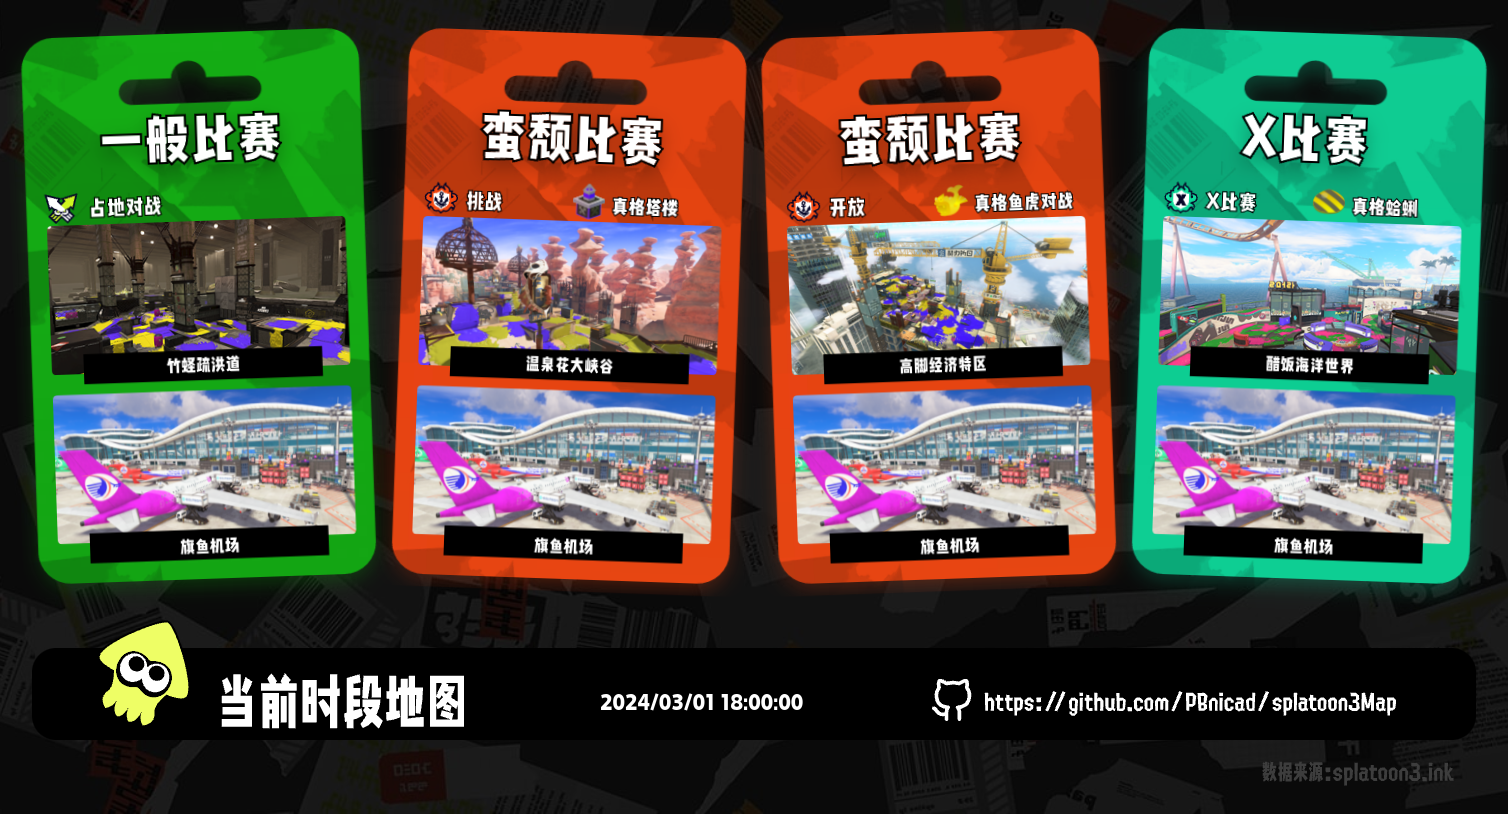 一般比赛
占地对战
竹蛏疏洪道
旗鱼机场
蛮颓比赛
挑战
真格塔楼
温泉花大峡谷
旗鱼机场
蛮颓比赛
开放
真格鱼虎对战
高脚经济特区
旗鱼机场
X比赛
X比赛
真格蛤蜊
醋饭海洋世界
旗鱼机场
当前时段地图
2024/03/01 18:00:00
https://github.com/PBnicad/splatoon3Map
数据来源:splatoon3.ink